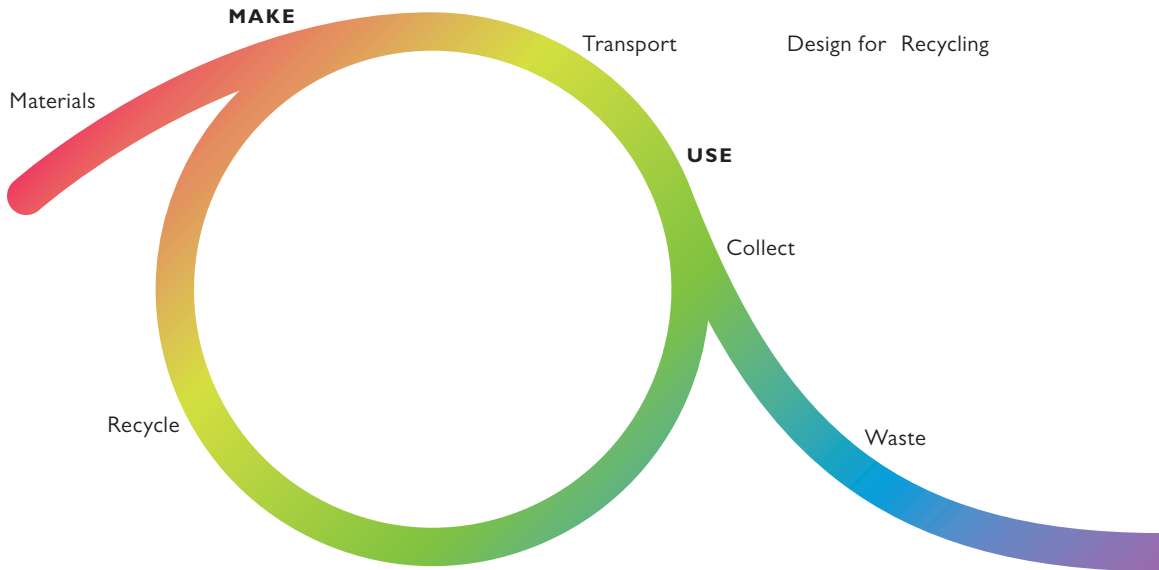 MAKE
Transport
Design for Recycling
Materials
USE
Collect
Recycle
Waste